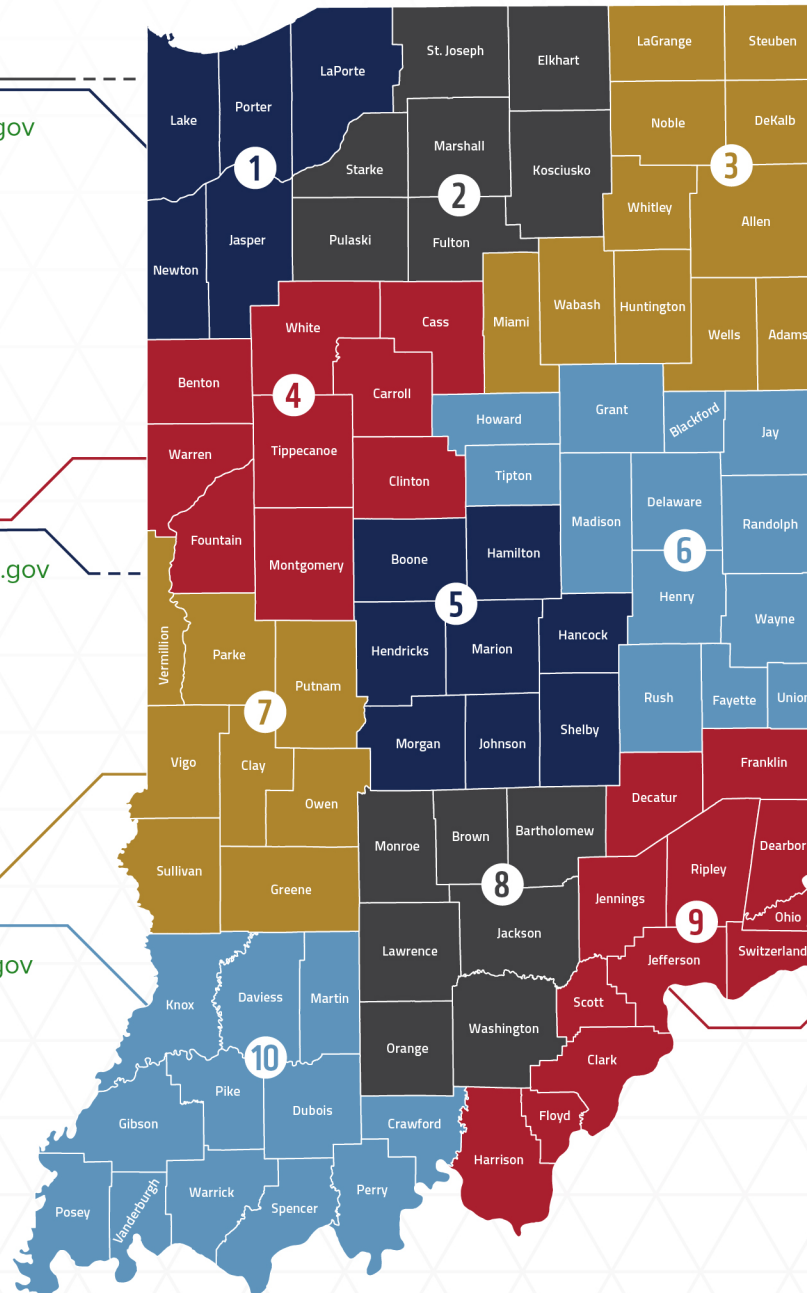 LaGrange
Steuben
St. Joseph
Elkhart
LaPorte
Lake
Porter
gov
Noble
DeKalb
Marshall
Starke
Kosciusko
1
2
3
Whitley
Allen
Jasper
Pulaski
Fulton
Newton
White
Cass
Miami
Wabash
Huntington
Wells
Adams
Benton
4
Carroll
Howard
Grant
Blackford
Jay
Warren
Tippecanoe
Clinton
Tipton
Madison
Delaware
Randolph
Fountain
Montgomery
Boone
Hamilton
6
.gov
Henry
5
Wayne
Vermillion
Parke
Hendricks
Marion
Hancock
Putnam
Rush
Fayette
Union
7
Vigo
Clay
Morgan
Johnson
Shelby
Franklin
Owen
Decatur
Monroe
Brown
Bartholomew
Dearbor
Sullivan
Greene
8
Jennings
Ripley
9
Ohio
Jackson
Lawrence
Jefferson
Switzerland
gov
Knox
Daviess
Martin
Scott
Washington
Orange
10
Clark
Pike
Dubois
Gibson
Crawford
Floyd
Harrison
Posey
Vanderburgh
Warrick
Spencer
Perry